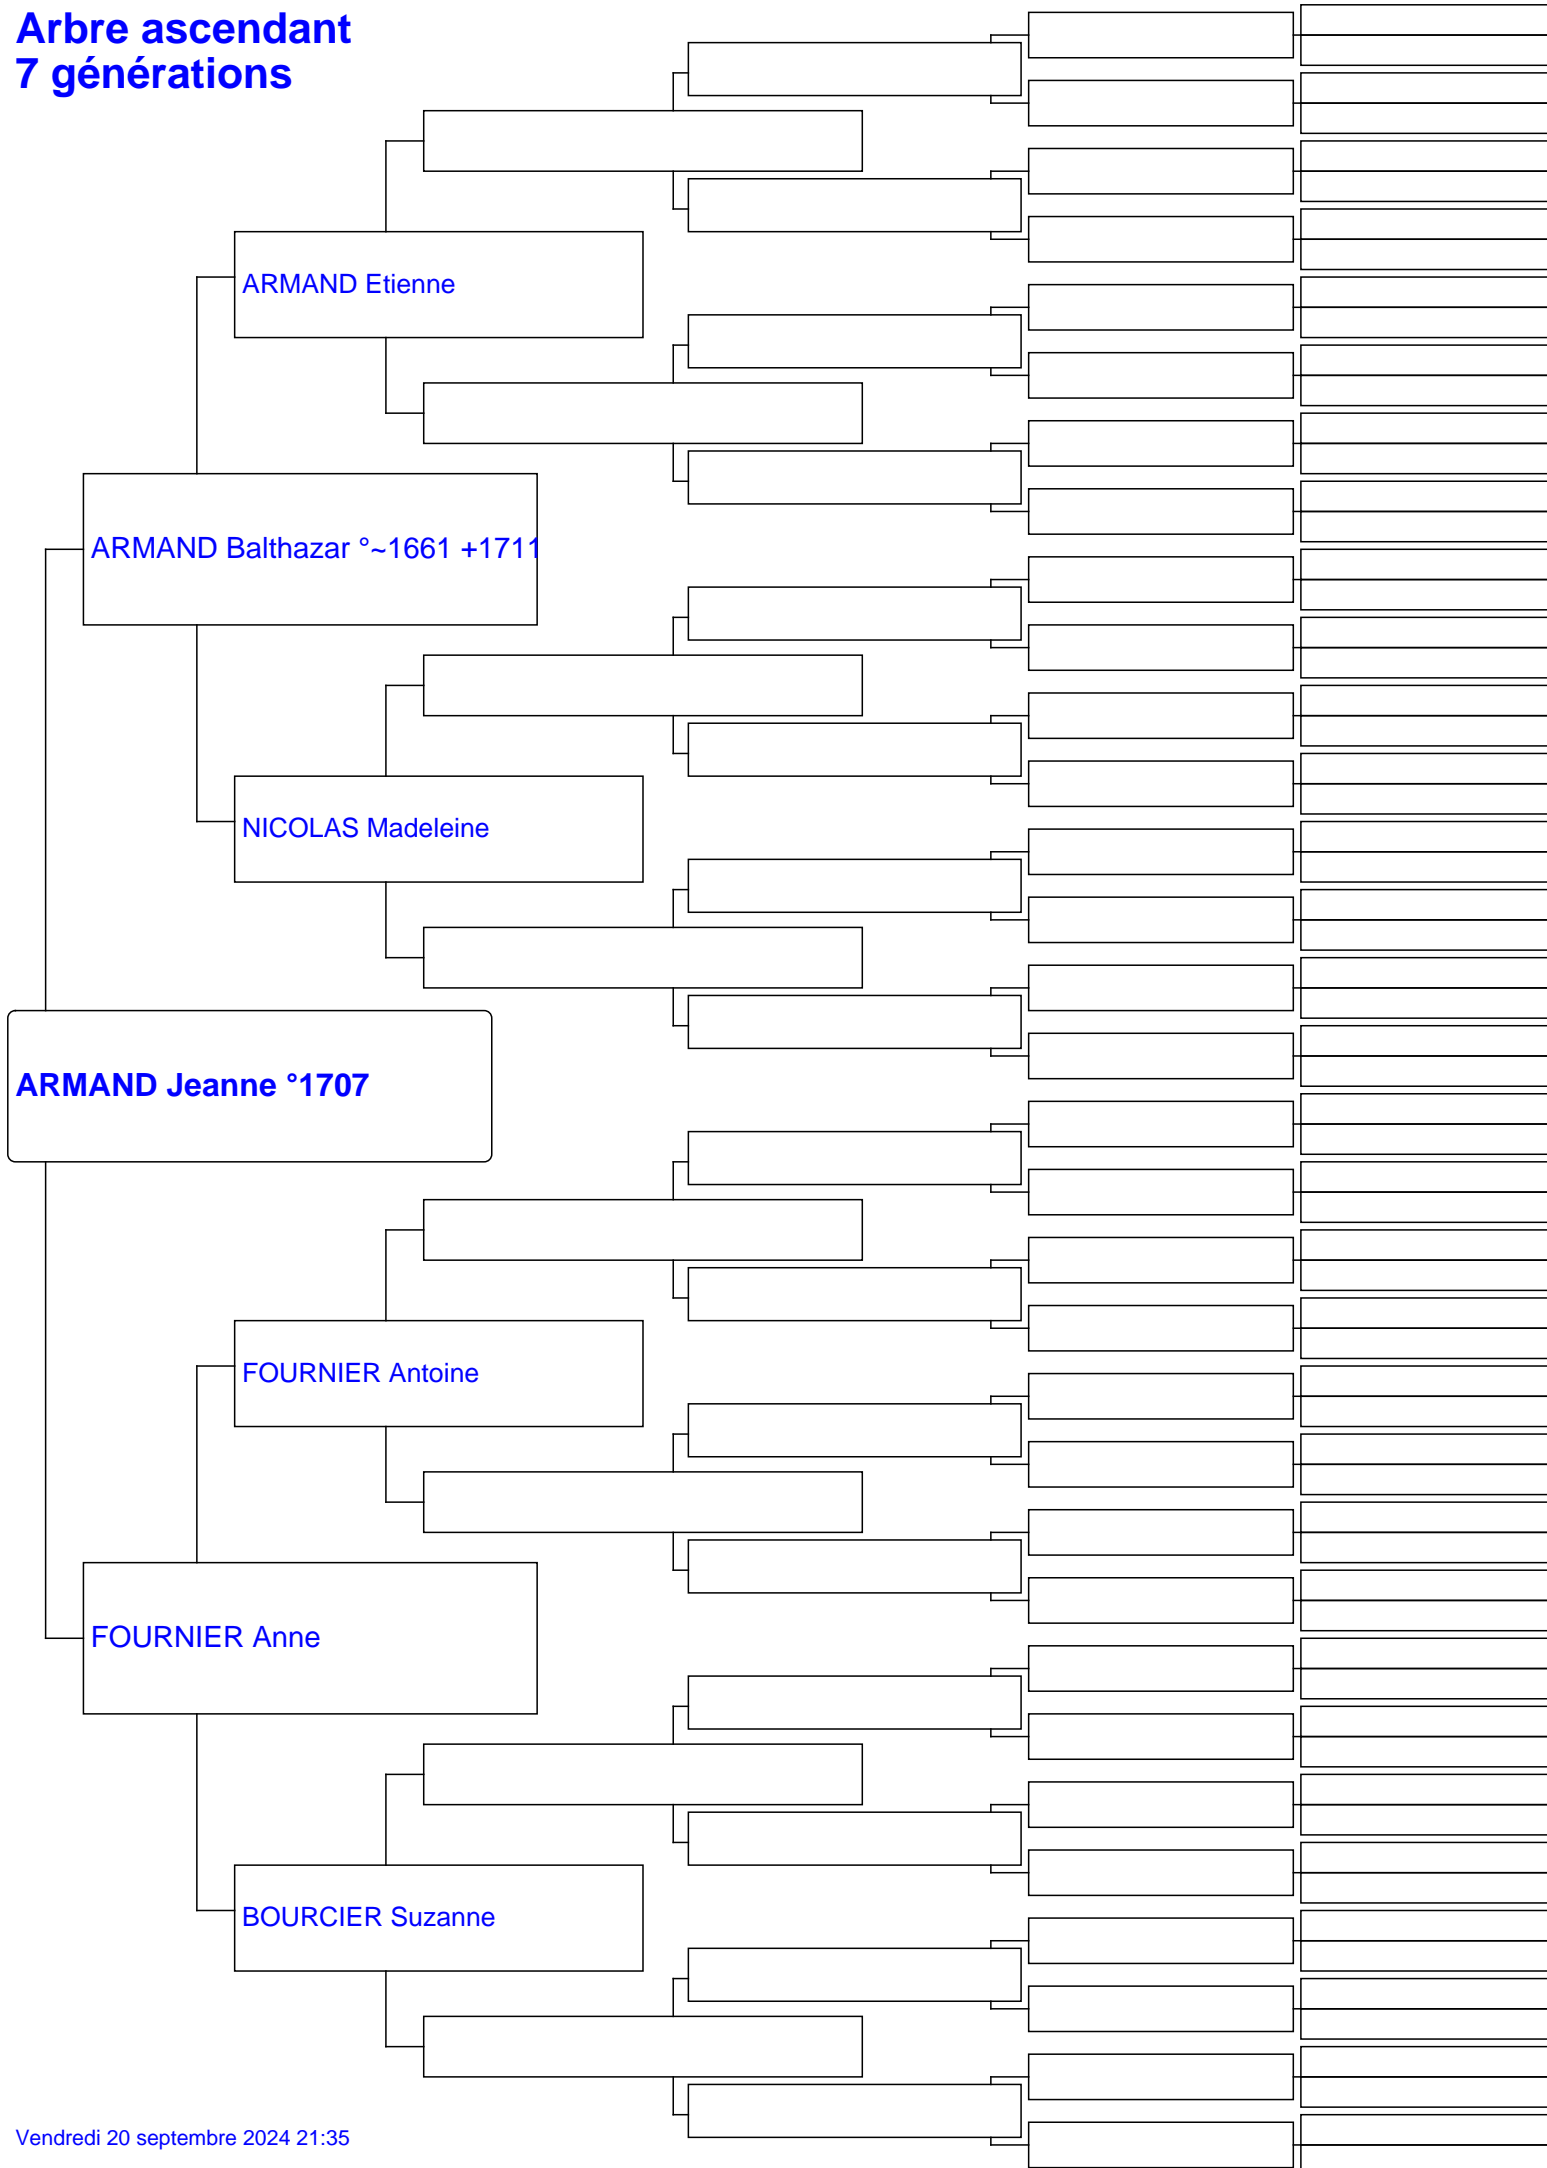 Arbre ascendant
7 générations
ARMAND Etienne
ARMAND Balthazar °~1661 +1711
NICOLAS Madeleine
ARMAND Jeanne °1707
FOURNIER Antoine
FOURNIER Anne
BOURCIER Suzanne
Vendredi 20 septembre 2024 21:35